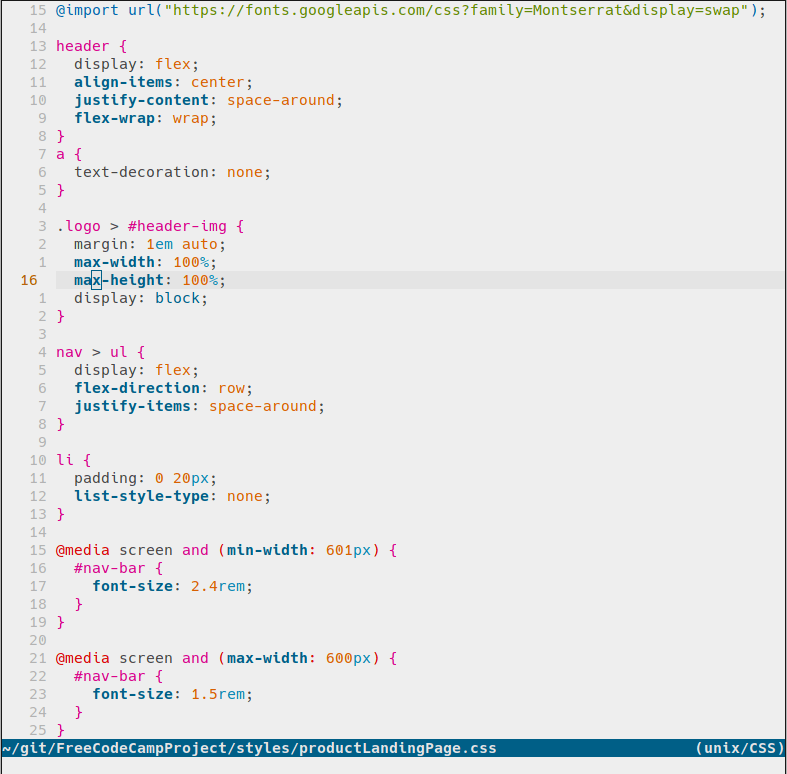 15 @import url("https://fonts.googleapis.com/css?family=Montserrat&display=swap");
14
13 header {
12   display: flex;
11   align-items: center;
10   justify-content: space-around;
9   flex-wrap: wrap;
8 }
7 a {
6   text-decoration: none;
5 }
4
3 .logo > #header-img {
2   margin: 1em auto;
1   max-width: 100%;
16   max-height: 100%;
1   display: block;
2 }
3
4 nav > ul {
5   display: flex;
6   flex-direction: row;
7   justify-items: space-around;
8 }
9
10 li {
11   padding: 0 20px;
12   list-style-type: none;
13 }
14
15 @media screen and (min-width: 601px) {
16   #nav-bar {
17     font-size: 2.4rem;
18   }
19 }
20
21 @media screen and (max-width: 600px) {
22   #nav-bar {
23     font-size: 1.5rem;
24   }
25 }
~/git/FreeCodeCampProject/styles/productLandingPage.css (unix/CSS)